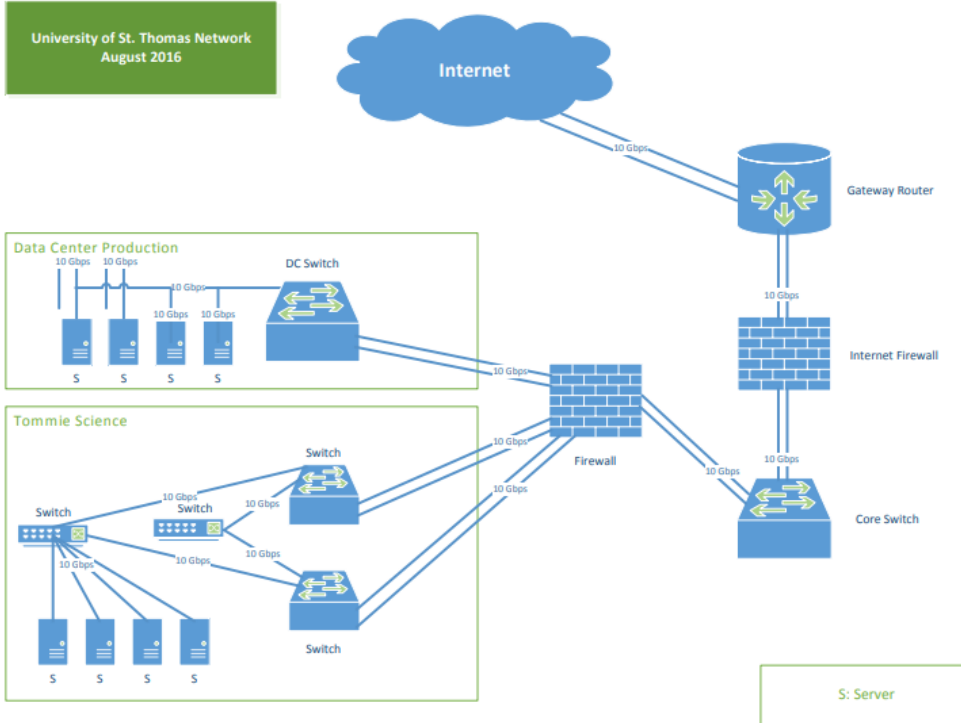 University of St. Thomas Network
August 2016
Internet
10 Gbps
Gateway Router
10 Gbps
Internet Firewall
10 Gbps
Core Switch
10 Gbps
Firewall
10 Gbps
10 Gbps
10 Gbps
Data Center Production
10 Gbps
10 Gbps
DC Switch
10 Gbps
10 Gbps
10 Gbps
S
S
S
S
Tommie Science
Switch
10 Gbps
Switch
Switch
10 Gbps
10 Gbps
10 Gbps
10 Gbps
Switch
S
S
S
S
S: Server